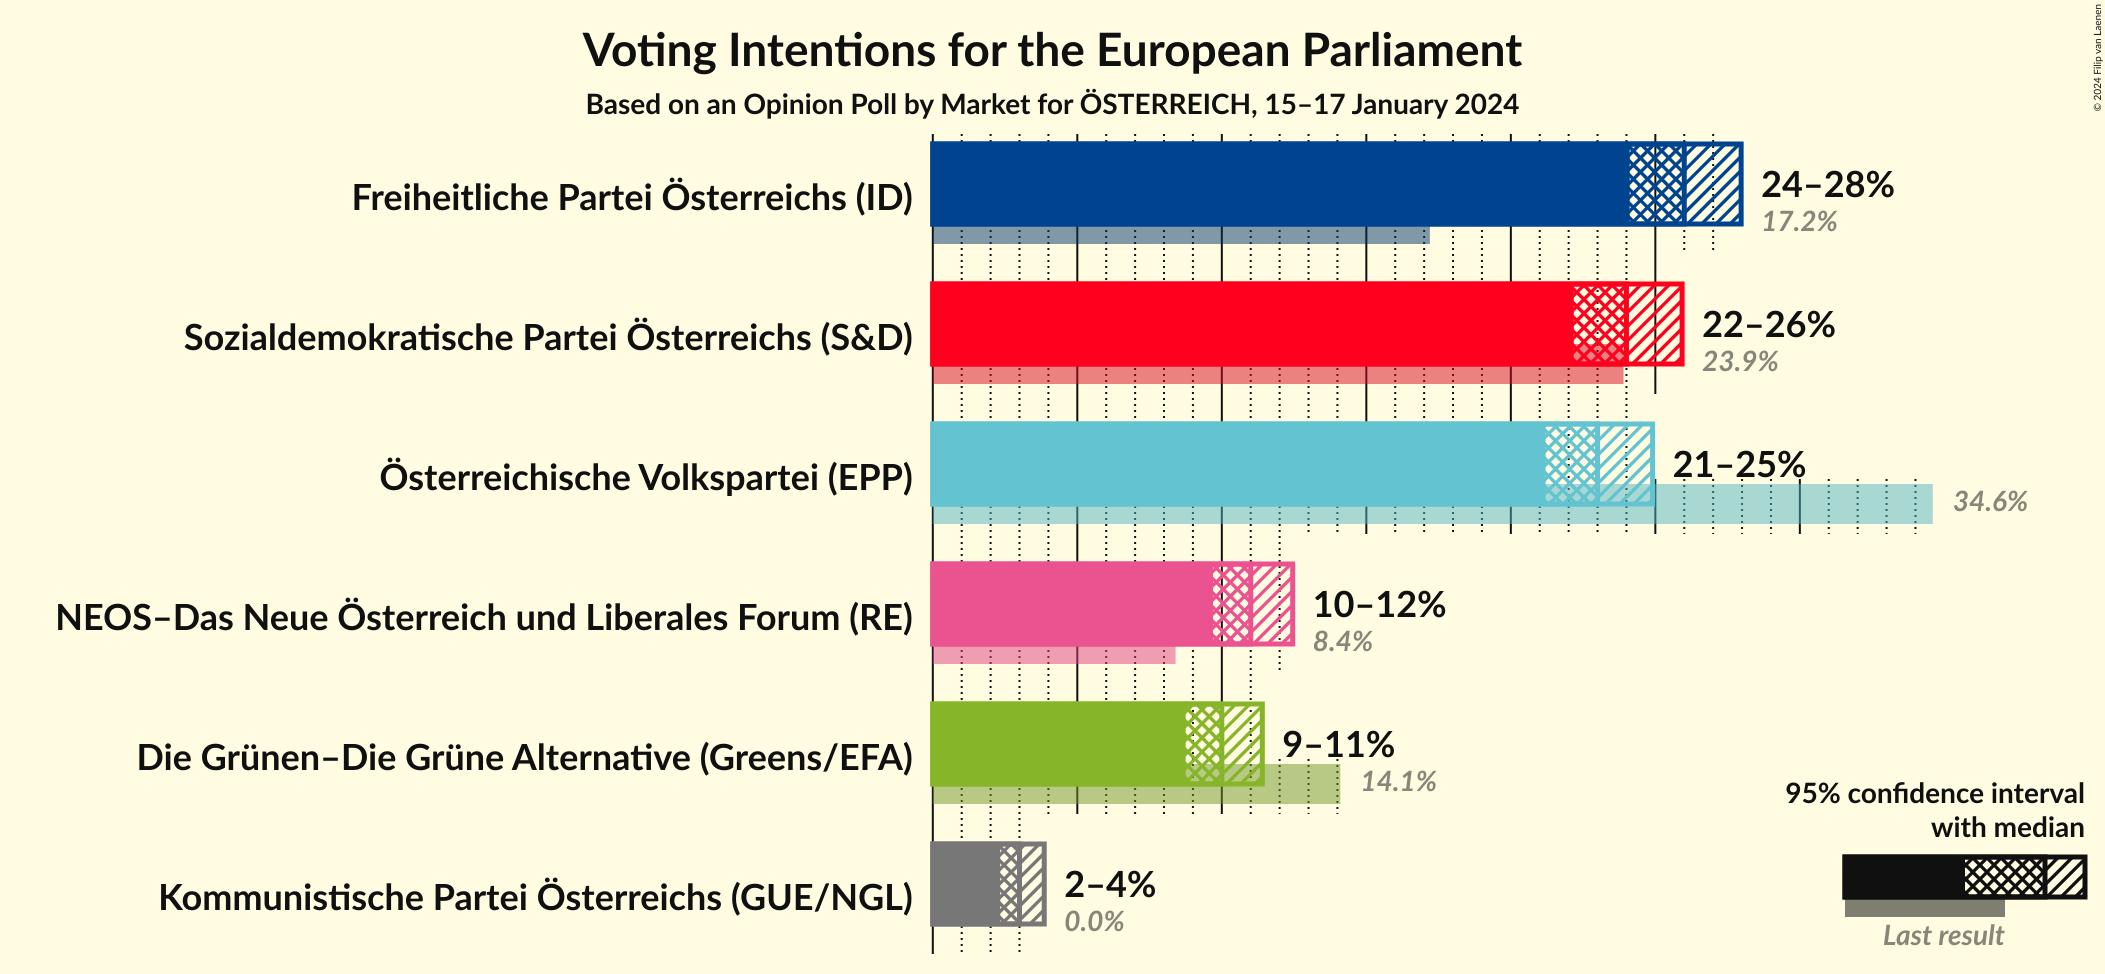 Voting Intentions for the European Parliament
Based on an Opinion Poll by Market for ÖSTERREICH, 15–17 January 2024
© 2024 Filip van Laenen
Freiheitliche Partei Österreichs (ID)
24–28%
17.2%
Sozialdemokratische Partei Österreichs (S&D)
22–26%
23.9%
Österreichische Volkspartei (EPP)
21–25%
34.6%
NEOS–Das Neue Österreich und Liberales Forum (RE)
10–12%
8.4%
Die Grünen–Die Grüne Alternative (Greens/EFA)
9–11%
14.1%
Kommunistische Partei Österreichs (GUE/NGL)
2–4%
0.0%
95% confidence interval
with median
Last result